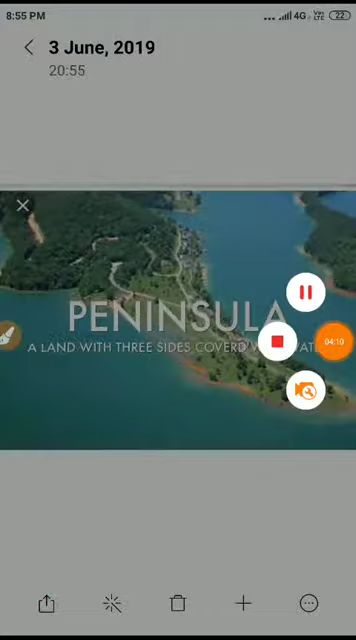 8:55 PM
4G
22
3 June, 2019
20:55
PENINSULA
A LAND WITH THREE SIDES COVERD
04:10